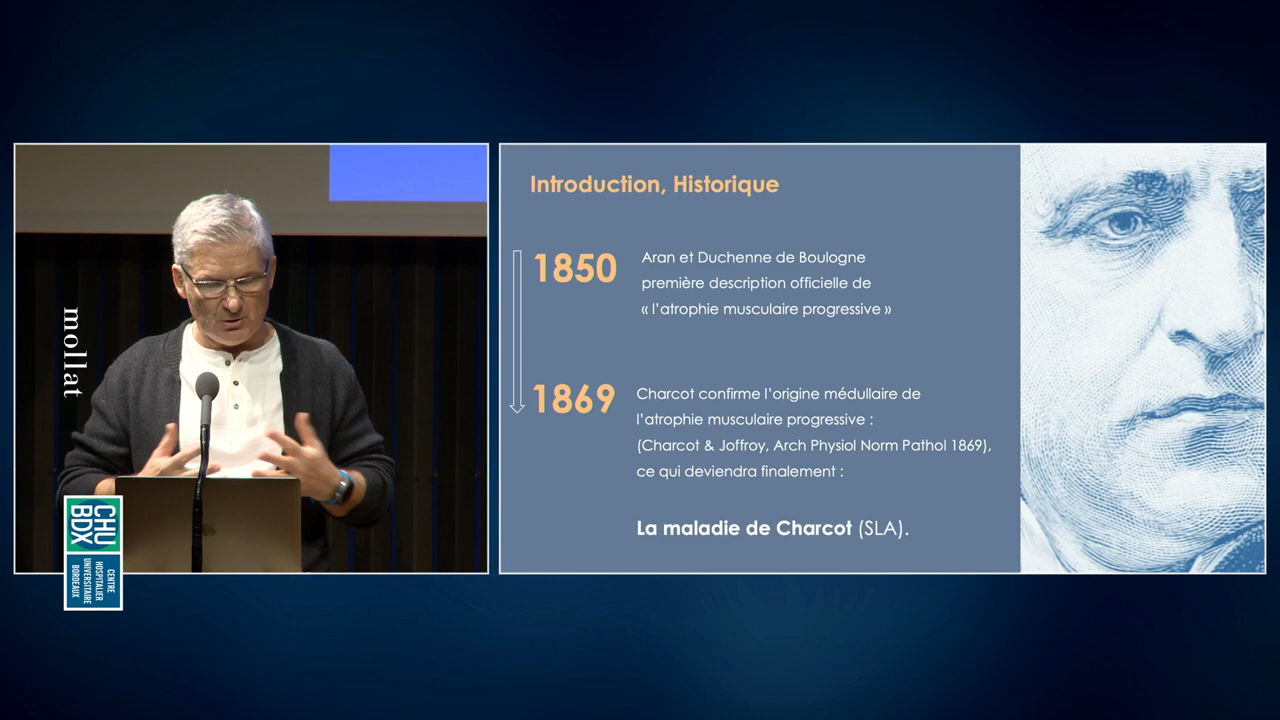 mollat
CHU
BDX
CENTRE
HOSPITALIER
UNIVERSITAIRE
BORDEAUX
Introduction, Historique
1850
Aran et Duchenne de Boulogne
première description officielle de
« l’atrophie musculaire progressive »
1869
Charcot confirme l’origine médullaire de
l’atrophie musculaire progressive :
(Charcot & Joffroy, Arch Physiol Norm Pathol 1869),
ce qui deviendra finalement :
La maladie de Charcot (SLA).